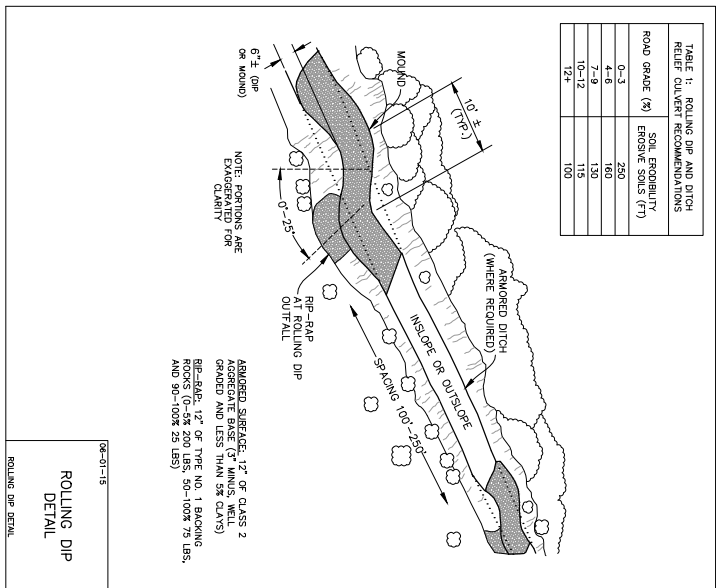 TABLE 1: ROLLING DIP AND DITCH
RELIEF CULVERT RECOMMENDATIONS
ROAD GRADE (%)
SOIL ERODIBILITY
EROSIVE SOILS (FT)
0-3
250
4-6
160
7-9
130
10-12
115
12+
100
10' ±
(TYP.)
MOUND
6"± (DIP
OR MOUND)
ARMORED DITCH
(WHERE REQUIRED)
INSLOPE OR OUTSLOPE
SPACING 100'-250'
0°-25°
RIP-RAP
AT ROLLING DIP
OUTFALL
NOTE: PORTIONS ARE
EXAGGERATED FOR
CLARITY
ARMORED SURFACE: 12" OF CLASS 2
AGGREGATE BASE (3" MINUS, WELL
GRADED AND LESS THAN 5% CLAYS)
RIP-RAP: 12" OF TYPE NO. 1 BACKING
ROCKS (0-5% 200 LBS, 50-100% 75 LBS,
AND 90-100% 25 LBS)
06-01-15
ROLLING DIP
DETAIL
ROLLING DIP DETAIL